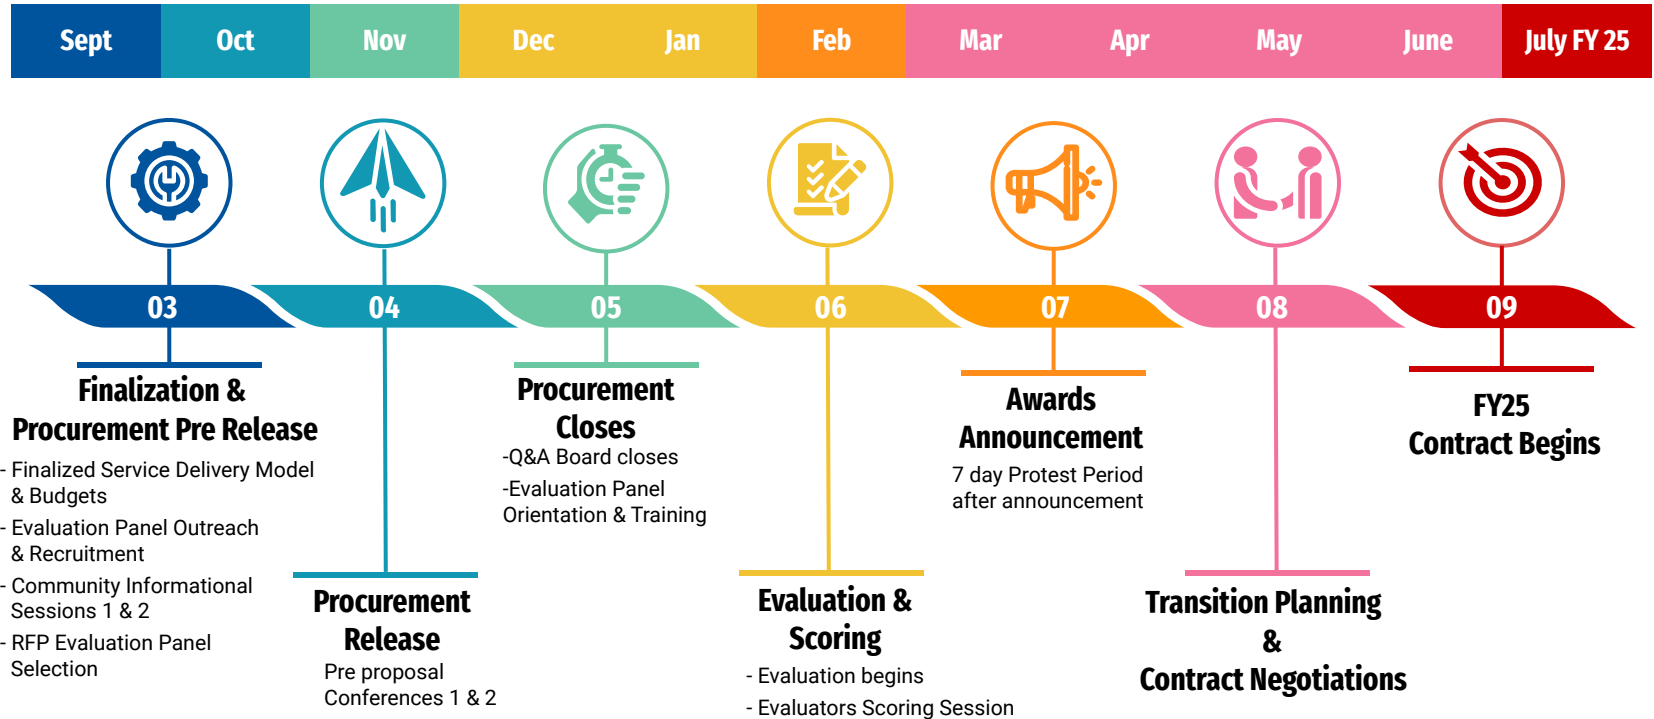 Sept Oct Nov Dec Jan Feb Mar Apr May June July FY 25
03 04 05 06 07 08 09
Finalization &
Procurement Pre Release
- Finalized Service Delivery Model
& Budgets
- Evaluation Panel Outreach
& Recruitment
- Community Informational
Sessions 1 & 2
- RFP Evaluation Panel
Selection
Procurement
Release
Pre proposal
Conferences 1 & 2
Procurement
Closes
-Q&A Board closes
-Evaluation Panel
Orientation & Training
Evaluation &
Scoring
- Evaluation begins
- Evaluators Scoring Session
Awards
Announcement
7 day Protest Period
after announcement
Transition Planning
&
Contract Negotiations
FY25
Contract Begins